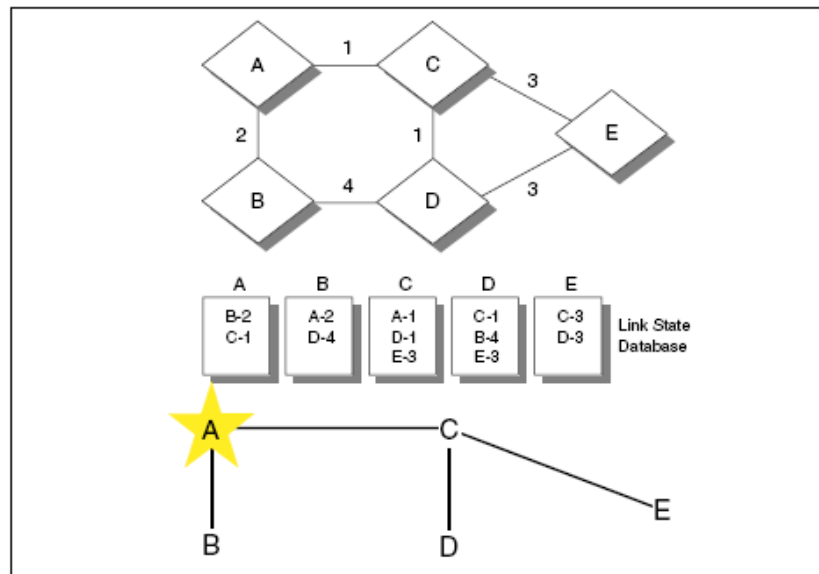 A 1 C
3
2 1 E
B 4 D
3
A B C D E
B-2 A-2 A-1 C-1 C-3
C-1 D-4 D-1 B-4 D-3
E-3 E-3
Link State
Database
A C
E
B D